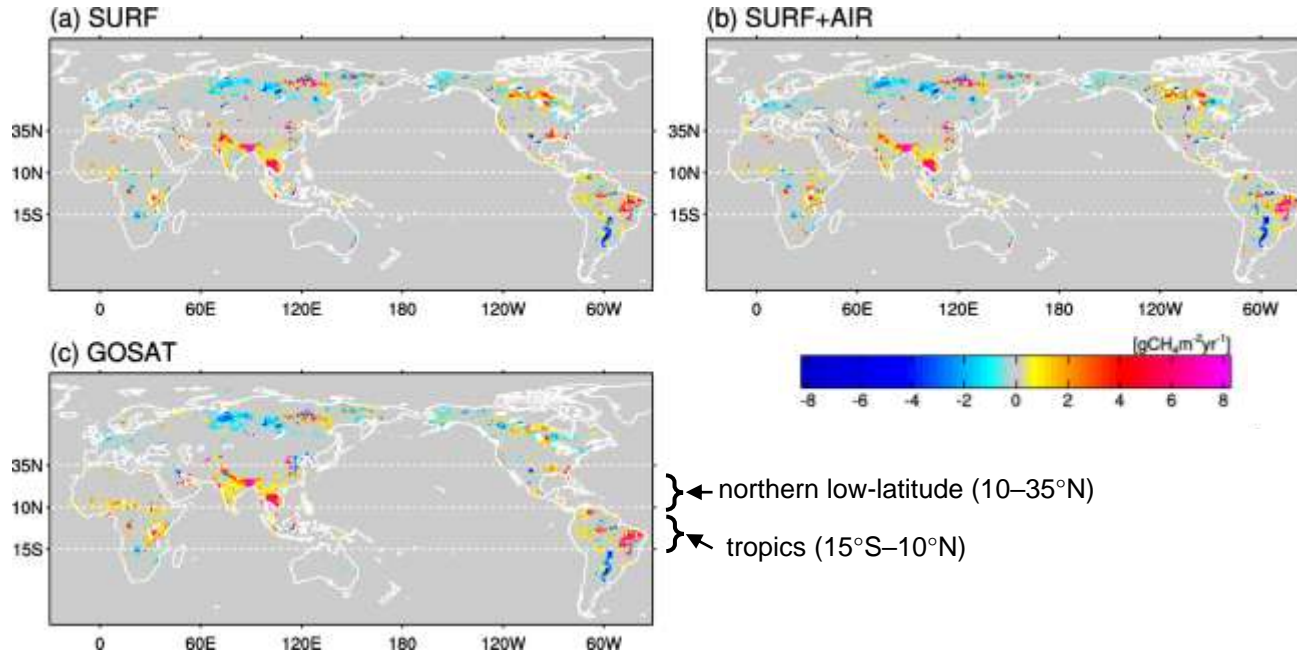 (a) SURF
(b) SURF+AIR
35N
10N
15S
0 60E 120E 180 120W 60W
35N
10N
15S
0 60E 120E 180 120W 60W
(c) GOSAT
[gCH₄m⁻²yr⁻¹]
-8 -6 -4 -2 0 2 4 6 8
35N
10N
15S
northern low-latitude (10–35°N)
tropics (15°S–10°N)
0 60E 120E 180 120W 60W